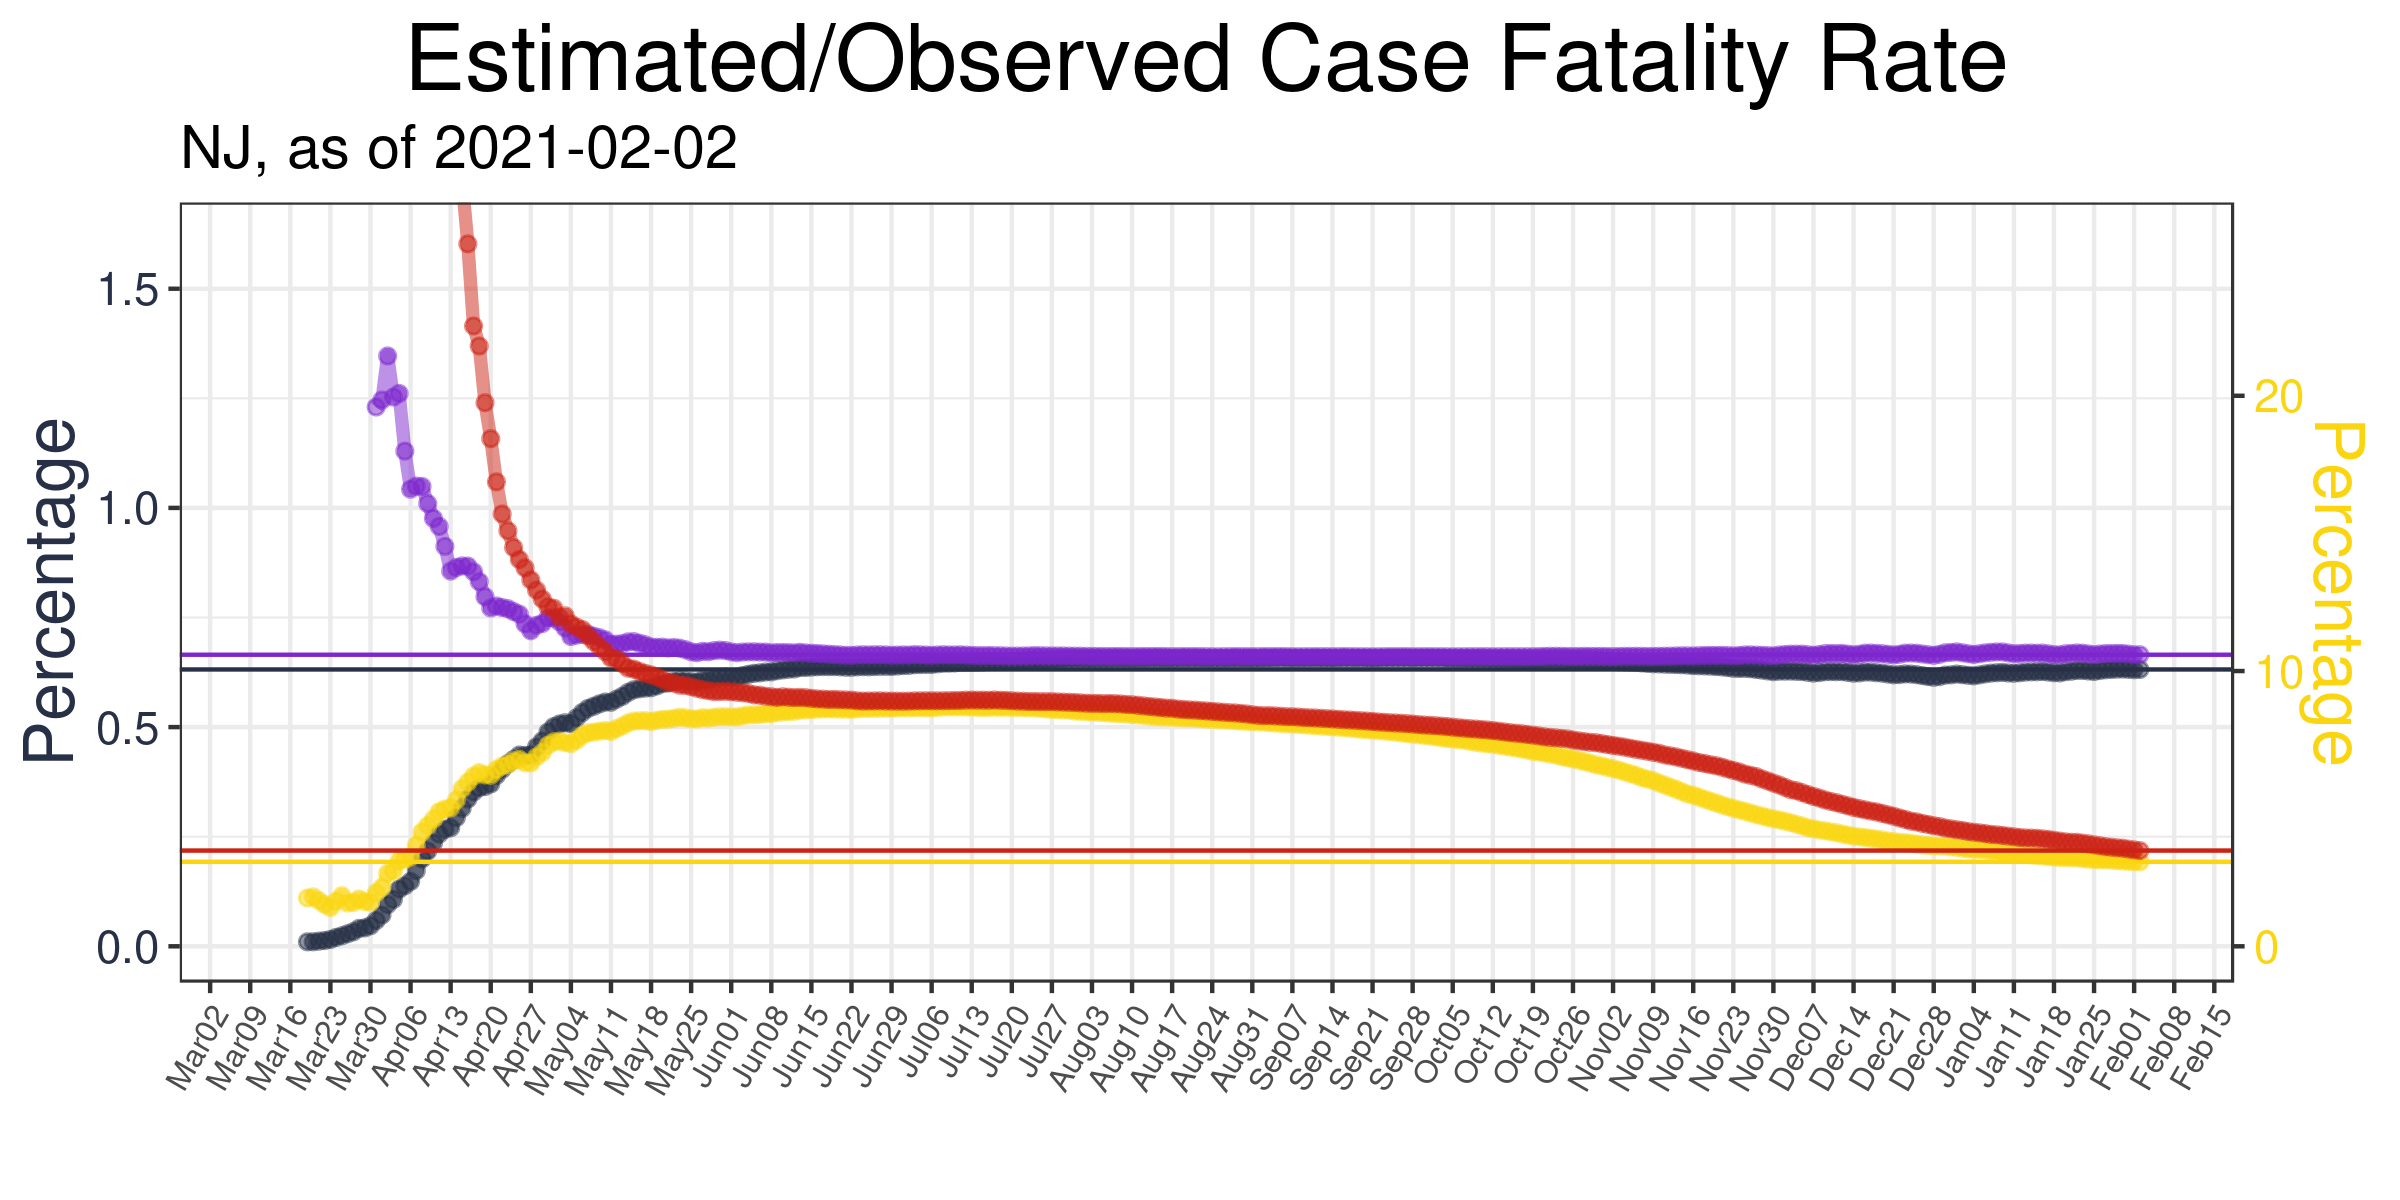 Estimated/Observed Case Fatality Rate
NJ, as of 2021-02-02
Percentage
1.5
1.0
0.5
0.0
20
10
0
Percentage
Mar02 Mar09 Mar16 Mar23 Mar30 Apr06 Apr13 Apr20 Apr27 May04 May11 May18 May25 Jun01 Jun08 Jun15 Jun22 Jun29 Jul06 Jul13 Jul20 Jul27 Aug03 Aug10 Aug17 Aug24 Aug31 Sep07 Sep14 Sep21 Sep28 Oct05 Oct12 Oct19 Oct26 Nov02 Nov09 Nov16 Nov23 Nov30 Dec07 Dec14 Dec21 Dec28 Jan04 Jan11 Jan18 Jan25 Feb01 Feb08 Feb15